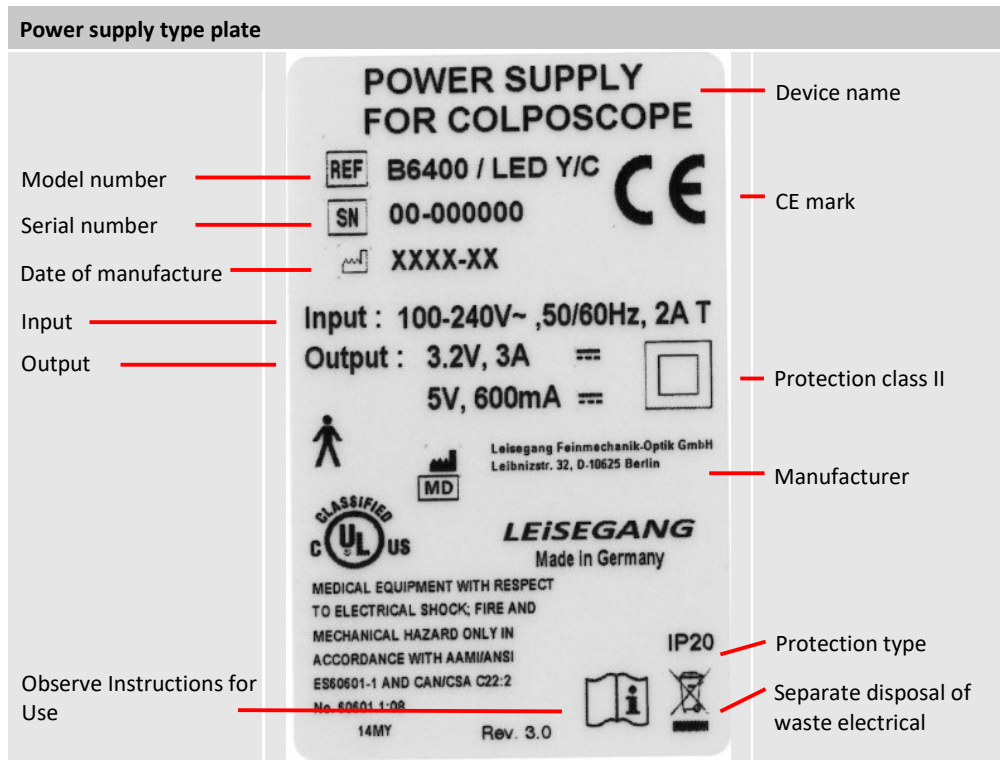 Power supply type plate
POWER SUPPLY
FOR COLPOSCOPE
Device name
Model number
REF B6400 / LED Y/C
CE
CE mark
Serial number
SN 00-000000
Date of manufacture
XXXX-XX
Input
Input : 100-240V~ ,50/60Hz, 2A T
Output
Output : 3.2V, 3A
5V, 600mA
Protection class II
Leisegang Feinmechanik-Optik GmbH
Leibnizstr. 32, D-10625 Berlin
Manufacturer
MD
CLASSIFIED
C UL US
LEiSEGANG
Made in Germany
MEDICAL EQUIPMENT WITH RESPECT
TO ELECTRICAL SHOCK; FIRE AND
MECHANICAL HAZARD ONLY IN
ACCORDANCE WITH AAMI/ANSI
ES60601-1 AND CAN/CSA C22:2
No. 60601 1:08
14MY
Rev. 3.0
IP20
Protection type
Observe Instructions for
Use
i
Separate disposal of
waste electrical